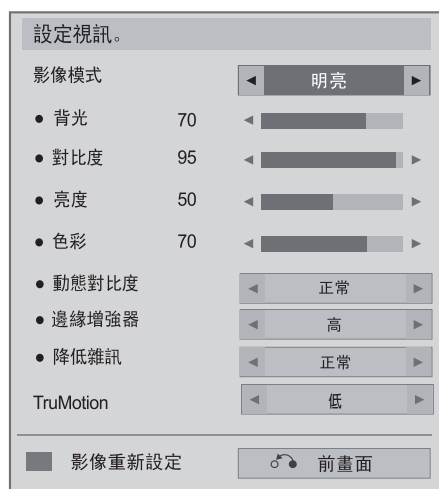 設定視訊。
影像模式 明亮
● 背光 70
● 對比度 95
● 亮度 50
● 色彩 70
● 動態對比度 正常
● 邊緣增強器 高
● 降低雜訊 正常
TruMotion 低
影像重新設定 前畫面